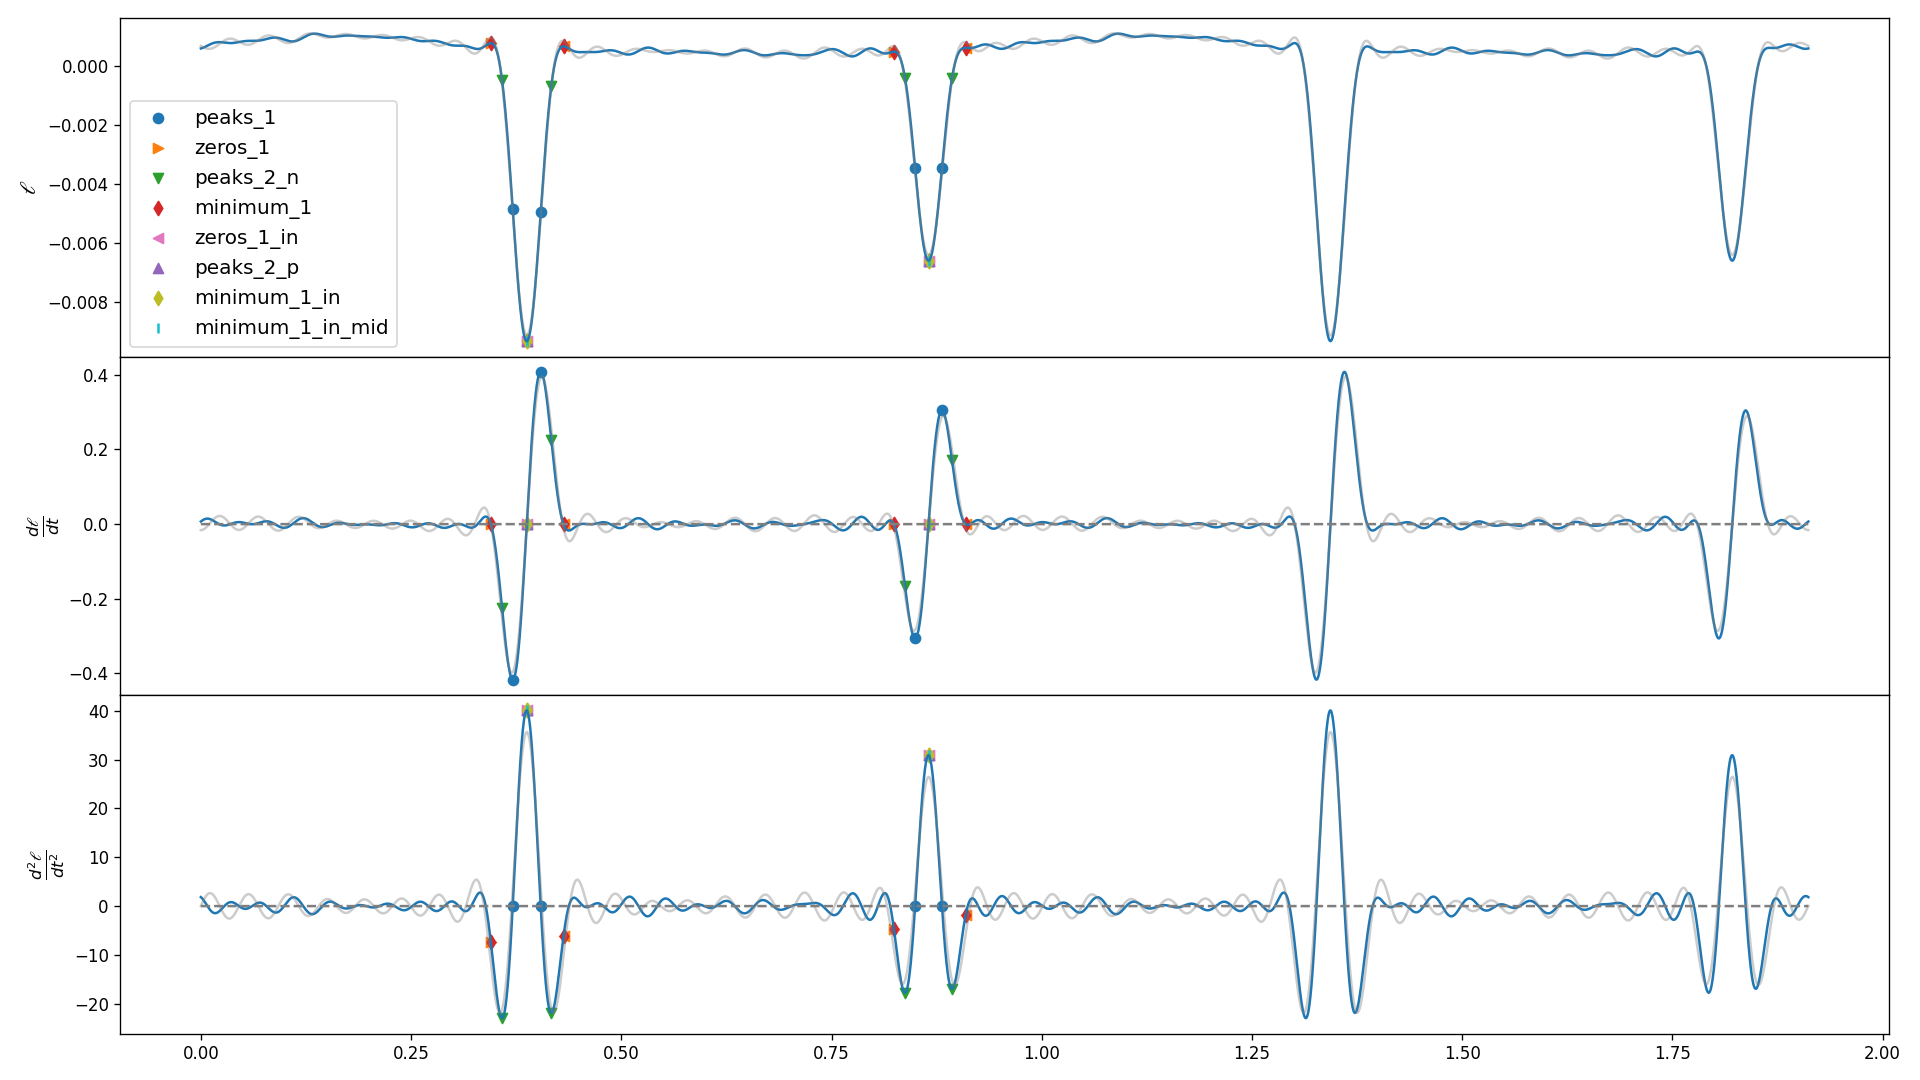 0.000
−0.002
−0.004
−0.006
−0.008
ℓ
peaks_1
zeros_1
peaks_2_n
minimum_1
zeros_1_in
peaks_2_p
minimum_1_in
minimum_1_in_mid
0.4
0.2
0.0
−0.2
−0.4
dℓ
dt
40
30
20
10
0
−10
−20
d²ℓ
dt²
0.00 0.25 0.50 0.75 1.00 1.25 1.50 1.75 2.00